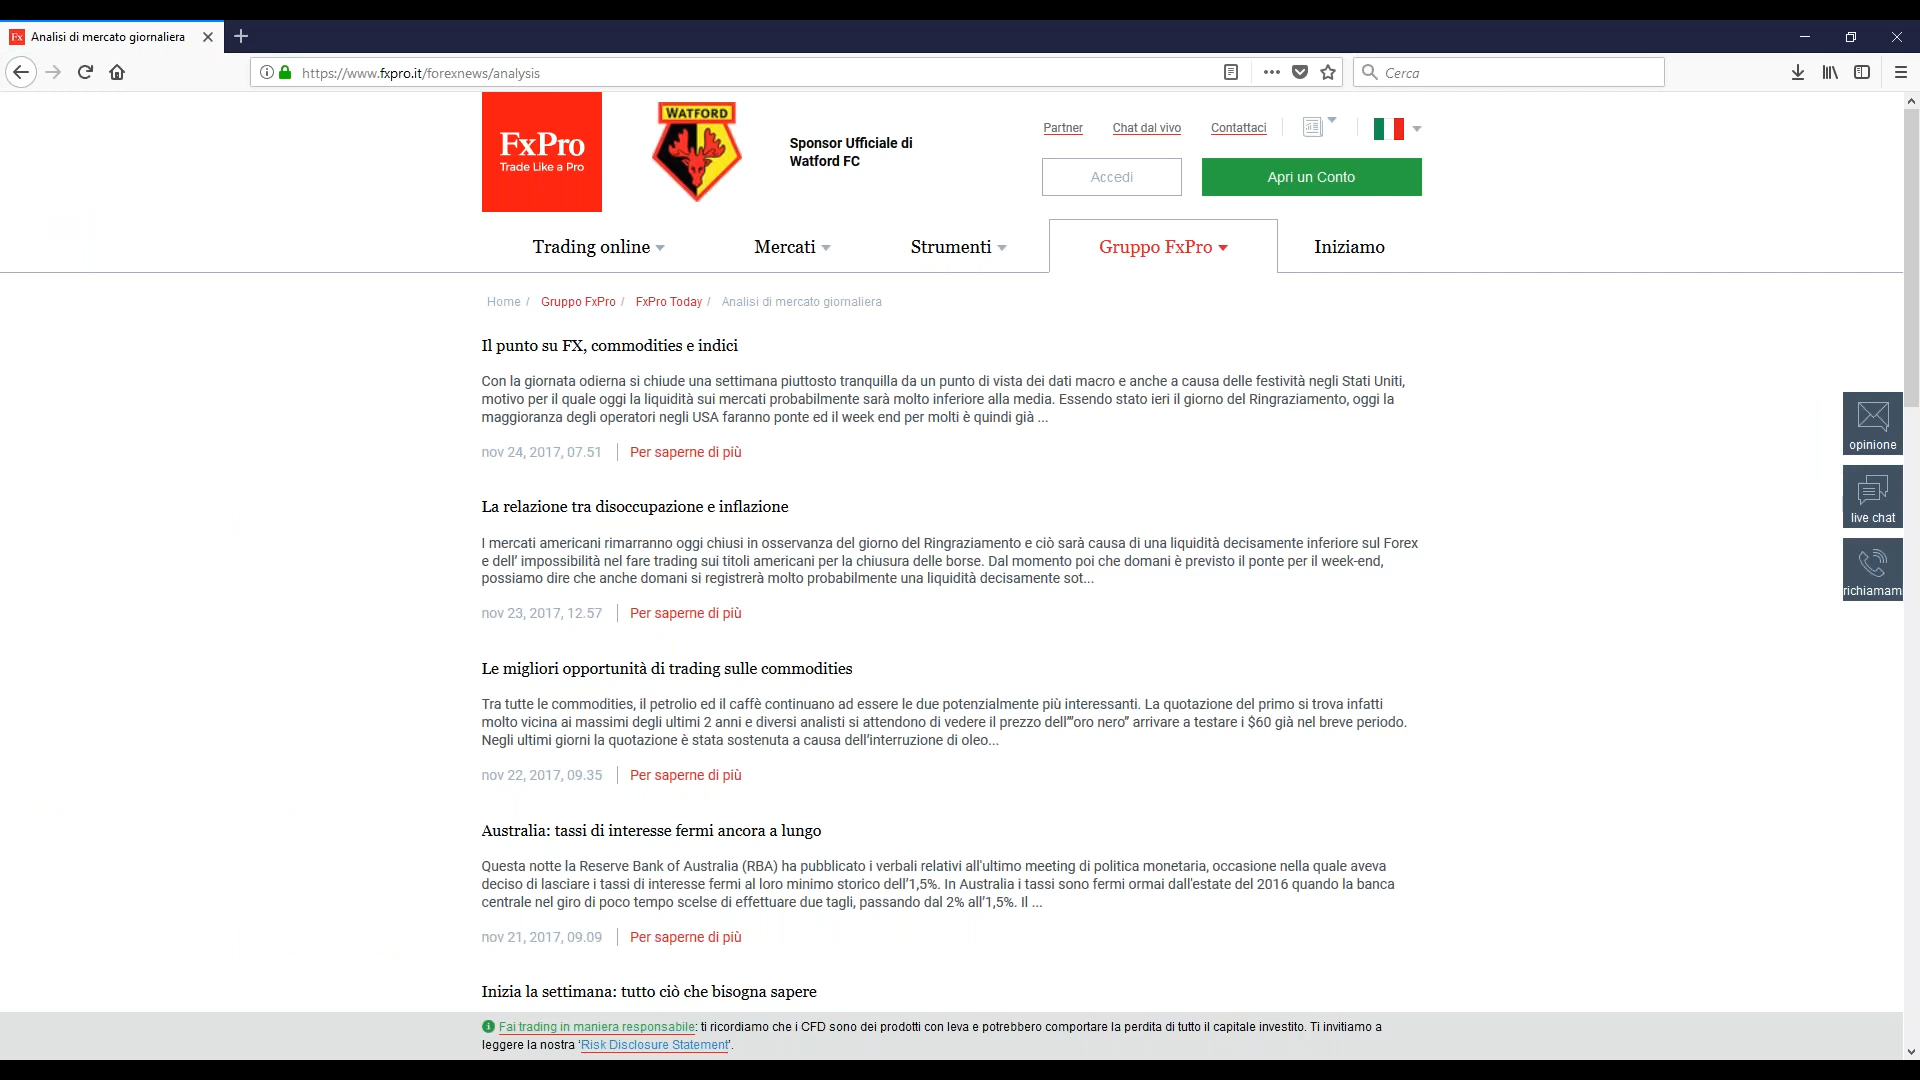 Analisi di mercato giornaliera
https://www.fxpro.it/forexnews/analysis
Cerca
FxPro
Trade Like a Pro
WATFORD
Sponsor Ufficiale di
Watford FC
Partner
Chat dal vivo
Contattaci
Accedi
Apri un Conto
Trading online
Mercati
Strumenti
Gruppo FxPro
Iniziamo
Home / Gruppo FxPro / FxPro Today / Analisi di mercato giornaliera
Il punto su FX, commodities e indici
Con la giornata odierna si chiude una settimana piuttosto tranquilla da un punto di vista dei dati macro e anche a causa delle festività negli Stati Uniti,
motivo per il quale oggi la liquidità sui mercati probabilmente sarà molto inferiore alla media. Essendo stato ieri il giorno del Ringraziamento, oggi la
maggioranza degli operatori negli USA faranno ponte ed il week end per molti è quindi già ...
nov 24, 2017, 07.51
Per saperne di più
La relazione tra disoccupazione e inflazione
I mercati americani rimarranno oggi chiusi in osservanza del giorno del Ringraziamento e ciò sarà causa di una liquidità decisamente inferiore sul Forex
e dell' impossibilità nel fare trading sui titoli americani per la chiusura delle borse. Dal momento poi che domani è previsto il ponte per il week-end,
possiamo dire che anche domani si registrerà molto probabilmente una liquidità decisamente sot...
nov 23, 2017, 12.57
Per saperne di più
Le migliori opportunità di trading sulle commodities
Tra tutte le commodities, il petrolio ed il caffè continuano ad essere le due potenzialmente più interessanti. La quotazione del primo si trova infatti
molto vicina ai massimi degli ultimi 2 anni e diversi analisti si attendono di vedere il prezzo dell'"oro nero" arrivare a testare i $60 già nel breve periodo.
Negli ultimi giorni la quotazione è stata sostenuta a causa dell'interruzione di oleo...
nov 22, 2017, 09.35
Per saperne di più
Australia: tassi di interesse fermi ancora a lungo
Questa notte la Reserve Bank of Australia (RBA) ha pubblicato i verbali relativi all'ultimo meeting di politica monetaria, occasione nella quale aveva
deciso di lasciare i tassi di interesse fermi al loro minimo storico dell'1,5%. In Australia i tassi sono fermi ormai dall'estate del 2016 quando la banca
centrale nel giro di poco tempo scelse di effettuare due tagli, passando dal 2% all'1,5%. Il ...
nov 21, 2017, 09.09
Per saperne di più
Inizia la settimana: tutto ciò che bisogna sapere
opinione
live chat
richiamam
Fai trading in maniera responsabile: ti ricordiamo che i CFD sono dei prodotti con leva e potrebbero comportare la perdita di tutto il capitale investito. Ti invitiamo a
leggere la nostra 'Risk Disclosure Statement'.